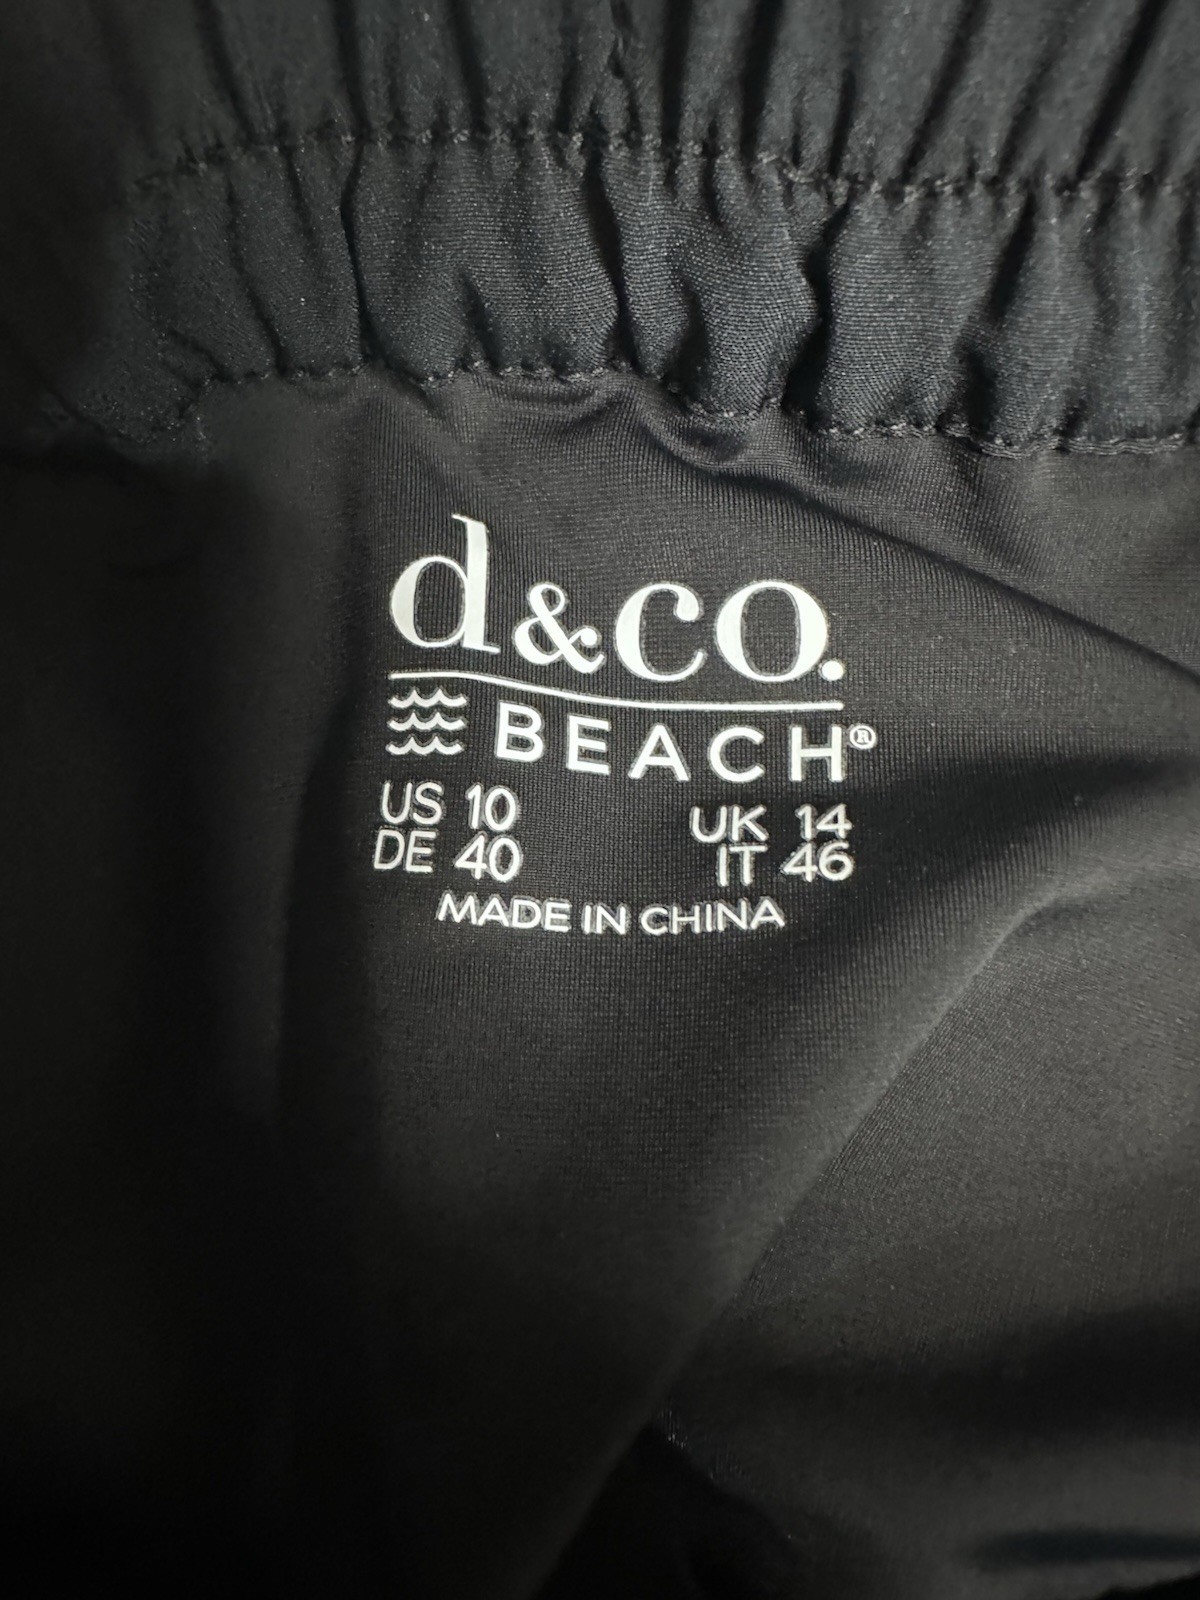 d&co.
BEACH®
US 10 UK 14
DE 40 IT 46
MADE IN CHINA